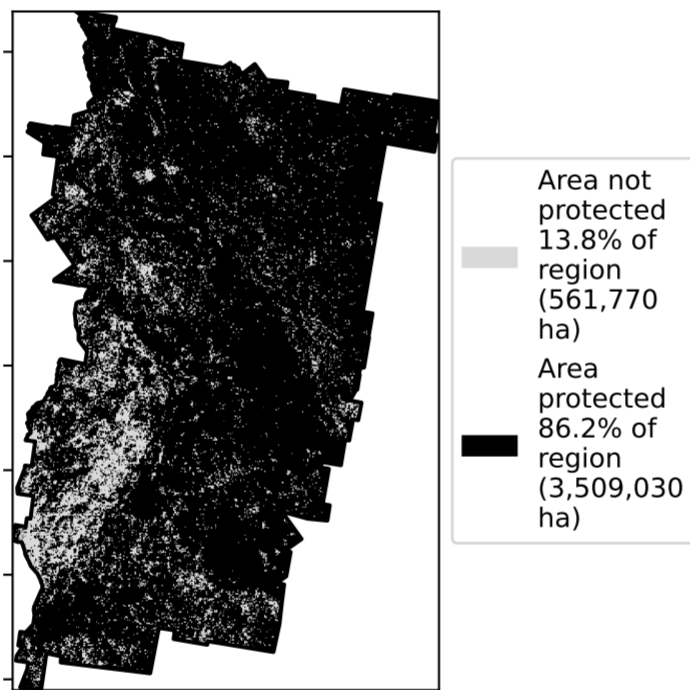 Area not
protected
13.8% of
region
(561,770
ha)
Area
protected
86.2% of
region
(3,509,030
ha)